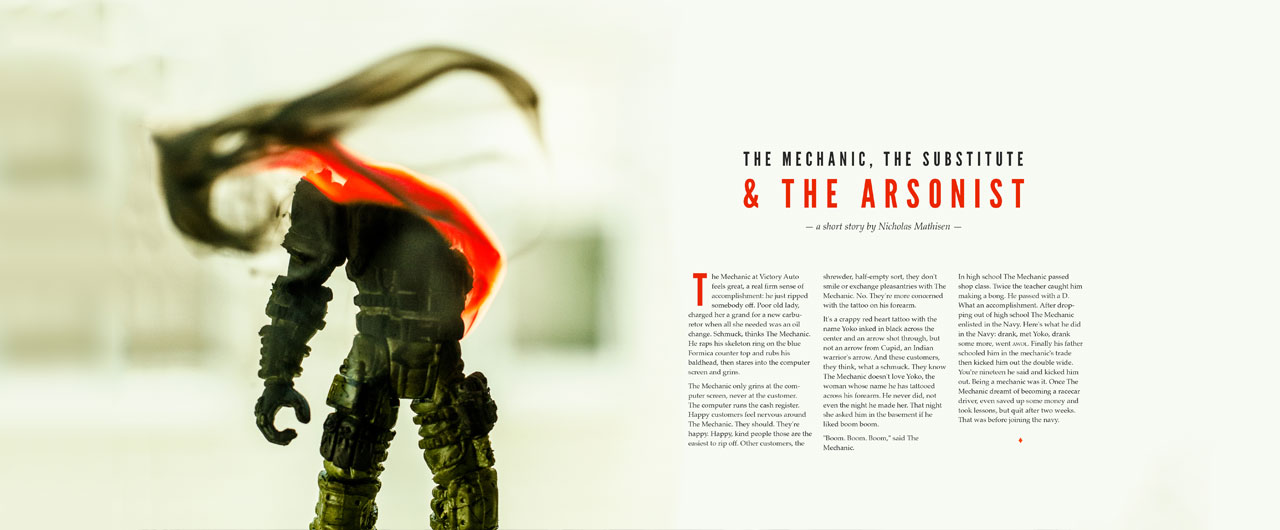 THE MECHANIC, THE SUBSTITUTE
& THE ARSONIST
— a short story by Nicholas Mathisen —
The Mechanic at Victory Auto
feels great, a real firm sense of
accomplishment: he just ripped
somebody off. Poor old lady,
charged her a grand for a new carbu-
retor when all she needed was an oil
change. Schmuck, thinks The Mechanic.
He raps his skeleton ring on the blue
Formica counter top and rubs his
baldhead, then stares into the computer
screen and grins.
The Mechanic only grins at the com-
puter screen, never at the customer.
The computer runs the cash register.
Happy customers feel nervous around
The Mechanic. They should. They're
happy. Happy, kind people those are the
easiest to rip off. Other customers, the
shrewder, half-empty sort, they don't
smile or exchange pleasantries with The
Mechanic. No. They're more concerned
with the tattoo on his forearm.
It's a crappy red heart tattoo with the
name Yoko inked in black across the
center and an arrow shot through, but
not an arrow from Cupid, an Indian
warrior's arrow. And these customers,
they think, what a schmuck. They know
The Mechanic doesn't love Yoko, the
woman whose name he has tattooed
across his forearm. He never did, not
even the night he made her. That night
she asked him in the basement if he
liked boom boom.
"Boom. Boom. Boom," said The
Mechanic.
In high school The Mechanic passed
shop class. Twice the teacher caught him
making a bong. He passed with a D.
What an accomplishment. After drop-
ping out of high school The Mechanic
enlisted in the Navy. Here's what he did
in the Navy: drank, met Yoko, drank
some more, went AWOL. Finally his father
schooled him in the mechanic's trade
then kicked him out the double wide.
You're nineteen he said and kicked him
out. Being a mechanic was it. Once The
Mechanic dreamt of becoming a racecar
driver, even saved up some money and
took lessons, but quit after two weeks.
That was before joining the navy.